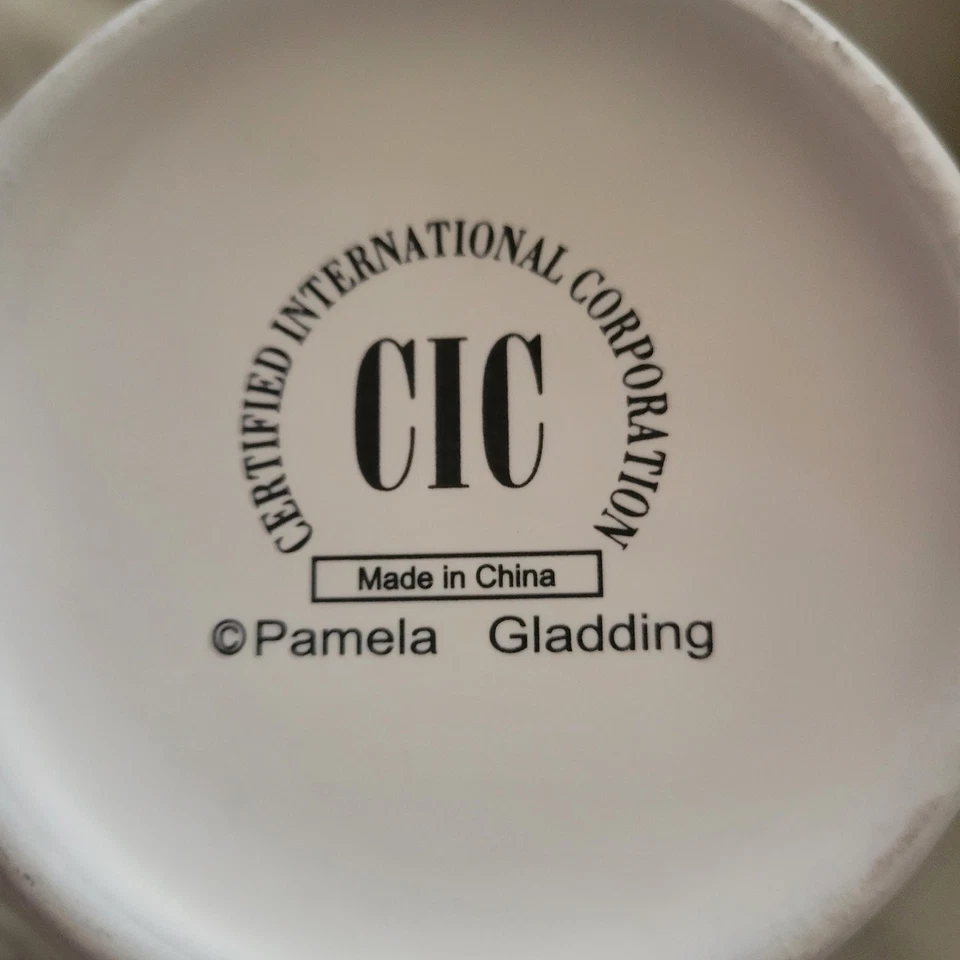 CERTIFIED INTERNATIONAL CORPORATION
CIC
Made in China
©Pamela Gladding